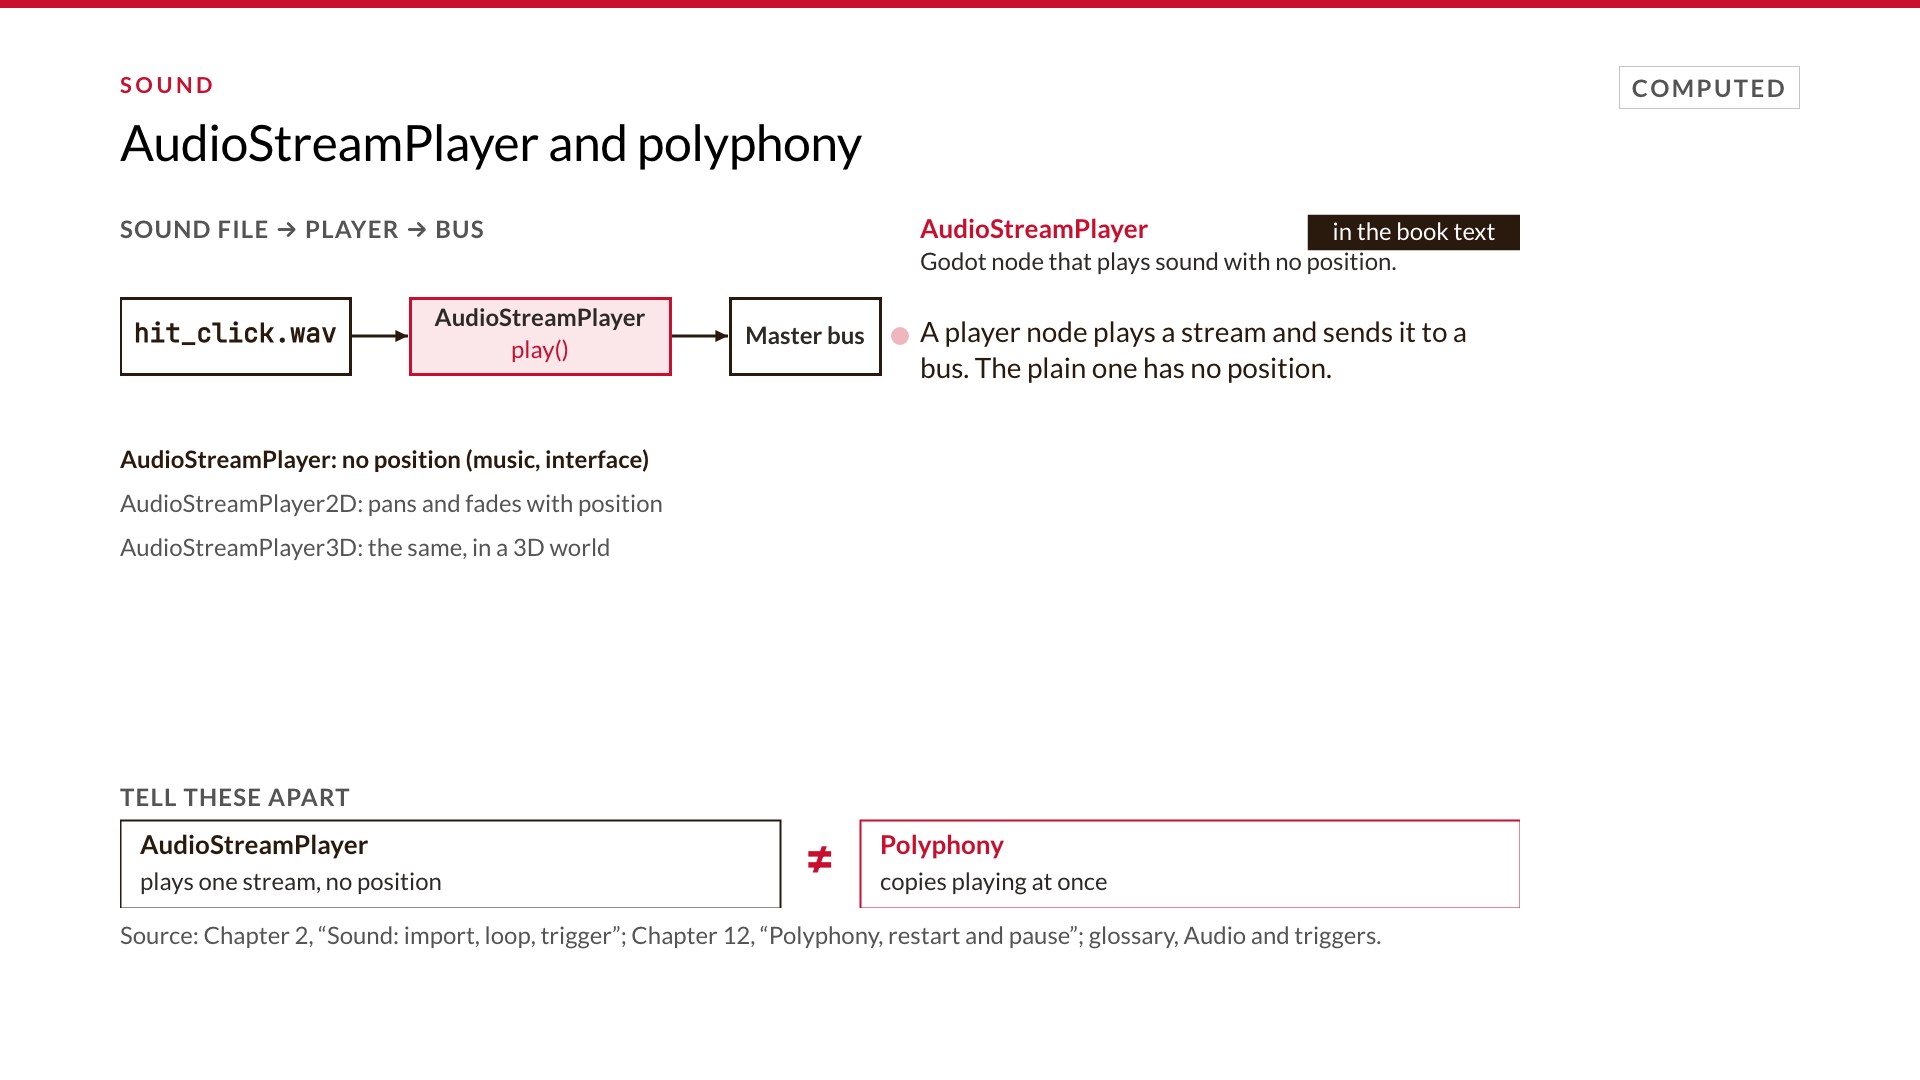 SOUND
COMPUTED
AudioStreamPlayer and polyphony
SOUND FILE → PLAYER → BUS
hit_click.wav
AudioStreamPlayer
play()
Master bus
AudioStreamPlayer: no position (music, interface)
AudioStreamPlayer2D: pans and fades with position
AudioStreamPlayer3D: the same, in a 3D world
AudioStreamPlayer
in the book text
Godot node that plays sound with no position.
A player node plays a stream and sends it to a
bus. The plain one has no position.
TELL THESE APART
AudioStreamPlayer
plays one stream, no position
≠
Polyphony
copies playing at once
Source: Chapter 2, “Sound: import, loop, trigger”; Chapter 12, “Polyphony, restart and pause”; glossary, Audio and triggers.